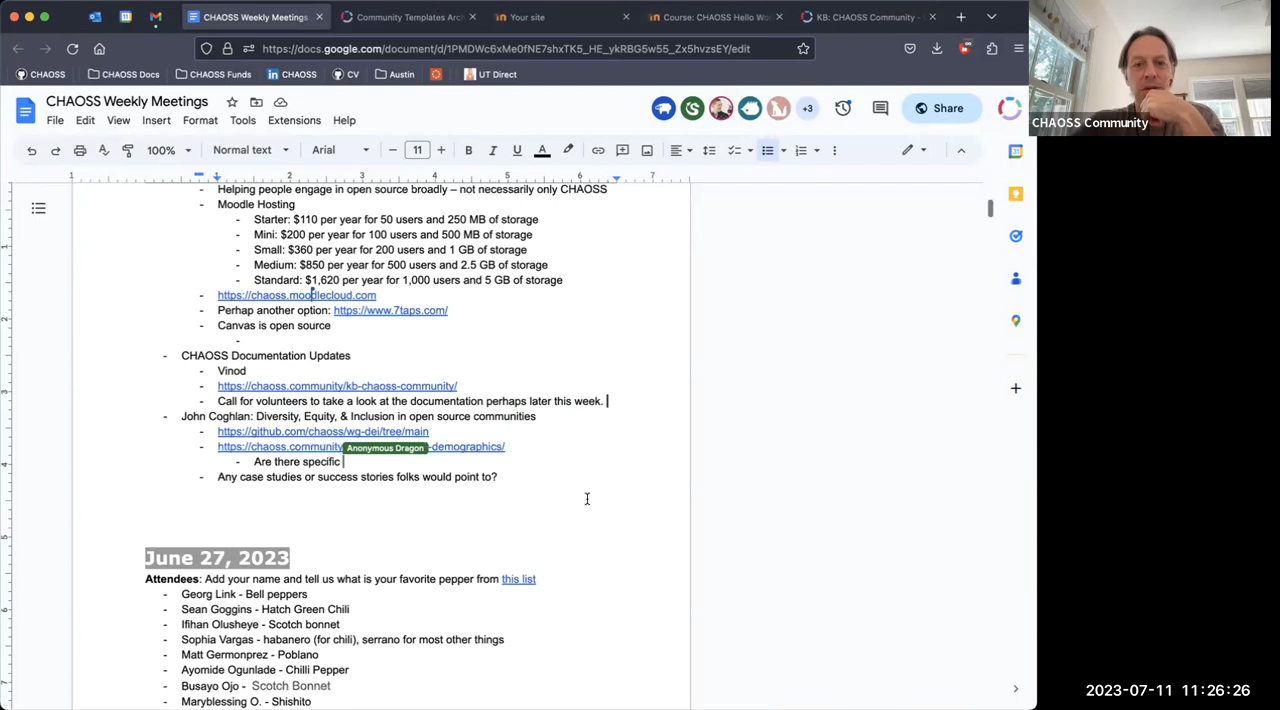 CHAOSS Weekly Meetings
Community Templates Arc
Your site
Course: CHAOSS Hello Wo
KB: CHAOSS Community -
https://docs.google.com/document/d/1PMDWc6xMe0fNE7shxTK5_HE_ykRBG5w55_Zx5hvzsEY/edit
CHAOSS
CHAOSS Docs
CHAOSS Funds
CHAOSS
CV
Austin
UT Direct
CHAOSS Weekly Meetings
+3
Share
File Edit View Insert Format Tools Extensions Help
100% Normal text Arial 11
1 2 3 4 5 6 7
- Helping people engage in open source broadly – not necessarily only CHAOSS
- Moodle Hosting
- Starter: $110 per year for 50 users and 250 MB of storage
- Mini: $200 per year for 100 users and 500 MB of storage
- Small: $360 per year for 200 users and 1 GB of storage
- Medium: $850 per year for 500 users and 2.5 GB of storage
- Standard: $1,620 per year for 1,000 users and 5 GB of storage
- https://chaoss.moodlecloud.com
- Perhap another option: https://www.7taps.com/
- Canvas is open source
-
- CHAOSS Documentation Updates
- Vinod
- https://chaoss.community/kb-chaoss-community/
- Call for volunteers to take a look at the documentation perhaps later this week.
- John Coghlan: Diversity, Equity, & Inclusion in open source communities
- https://github.com/chaoss/wg-dei/tree/main
- https://chaoss.community Anonymous Dragon -demographics/
- Are there specific
- Any case studies or success stories folks would point to?
June 27, 2023
Attendees: Add your name and tell us what is your favorite pepper from this list
- Georg Link - Bell peppers
- Sean Goggins - Hatch Green Chili
- Ifihan Olusheye - Scotch bonnet
- Sophia Vargas - habanero (for chili), serrano for most other things
- Matt Germonprez - Poblano
- Ayomide Ogunlade - Chilli Pepper
- Busayo Ojo - Scotch Bonnet
- Maryblessing O. - Shishito
CHAOSS Community
2023-07-11 11:26:26